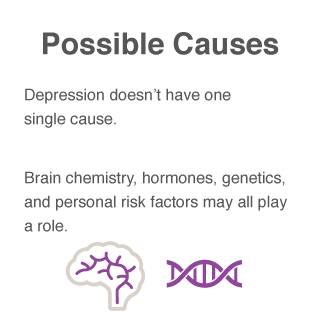 Possible Causes
Depression doesn’t have one
single cause.
Brain chemistry, hormones, genetics,
and personal risk factors may all play
a role.